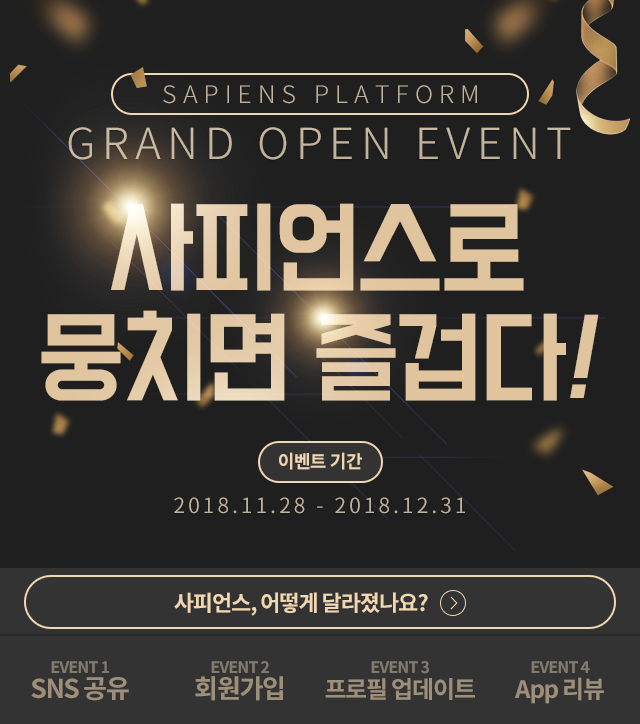 SAPIENS PLATFORM
GRAND OPEN EVENT
사피언스로
뭉치면 즐겁다!
이벤트 기간
2018.11.28 - 2018.12.31
사피언스, 어떻게 달라졌나요?
EVENT 1
SNS 공유
EVENT 2
회원가입
EVENT 3
프로필 업데이트
EVENT 4
App 리뷰